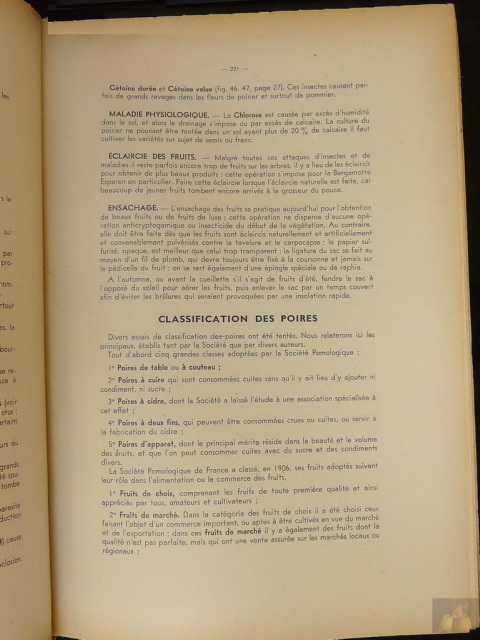 — 221 —
Cétoine dorée et Cétoine velue (fig. 46, 47, page 27). Ces insectes causent par-
fois de grands ravages dans les fleurs de poirier et surtout de pommier.
MALADIE PHYSIOLOGIQUE. — La Chlorose est causée par excès d'humidité
dans le sol, et alors le drainage s'impose ou par excès de calcaire. La culture du
poirier ne pouvant être tentée dans un sol ayant plus de 20 % de calcaire il faut
cultiver les variétés sur sujet de semis ou franc.
ÉCLAIRCIE DES FRUITS. — Malgré toutes ces attaques d'insectes et de
maladies il reste parfois encore trop de fruits sur les arbres, il y a lieu de les éclaircir
pour obtenir de plus beaux produits : cette opération s'impose pour la Bergamotte
Esperen en particulier. Faire cette éclaircie lorsque l'éclaircie naturelle est faite, car
beaucoup de jeunes fruits tombent encore arrivés à la grosseur du pouce.
ENSACHAGE. — L'ensachage des fruits se pratique aujourd'hui pour l'obtention
de beaux fruits ou de fruits de luxe ; cette opération ne dispense d'aucune opé-
ration anticryptogamique ou insecticide du début de la végétation. Au contraire,
elle doit être faite dès que les fruits sont éclaircis naturellement et artificiellement
et convenablement pulvérisés contre la tavelure et le carpocapse ; le papier sul-
furisé, opaque, est meilleur que celui trop transparent ; la ligature du sac se fait au
moyen d'un fil de plomb, qui devra toujours être fixé à la coursonne et jamais sur
le pédicelle du fruit ; on se sert également d'une épingle spéciale ou de raphia.
A l'automne, ou avant la cueillette s'il s'agit de fruits d'été, fendre le sac à
l'opposé du soleil pour aérer les fruits, puis enlever le sac par un temps couvert
afin d'éviter les brûlures qui seraient provoquées par une insolation rapide.
CLASSIFICATION DES POIRES
Divers essais de classification des poires ont été tentés. Nous relaterons ici les
principaux, établis tant par la Société que par divers auteurs.
Tout d'abord cinq grandes classes adoptées par la Société Pomologique :
1° Poires de table ou à couteau ;
2° Poires à cuire qui sont consommées cuites sans qu'il y ait lieu d'y ajouter ni
condiment, ni sucre ;
3° Poires à cidre, dont la Société a laissé l'étude à une association spécialisée à
cet effet ;
4° Poires à deux fins, qui peuvent être consommées crues ou cuites, ou servir à
la fabrication du cidre ;
5° Poires d'apparat, dont le principal mérite réside dans la beauté et le volume
des fruits, et que l'on peut consommer cuites avec du sucre et des condiments
divers.
La Société Pomologique de France a classé, en 1906, ses fruits adoptés suivant
leur rôle dans l'alimentation ou le commerce des fruits.
1° Fruits de choix, comprenant les fruits de toute première qualité et ainsi
appréciés par tous, amateurs et cultivateurs ;
2° Fruits de marché. Dans la catégorie des fruits de choix il a été choisi ceux
faisant l'objet d'un commerce important, ou aptes à être cultivés en vue du marché
et de l'exportation ; dans ces fruits de marché il y a également des fruits dont la
qualité n'est pas parfaite, mais qui ont une vente assurée sur les marchés locaux ou
régionaux ;